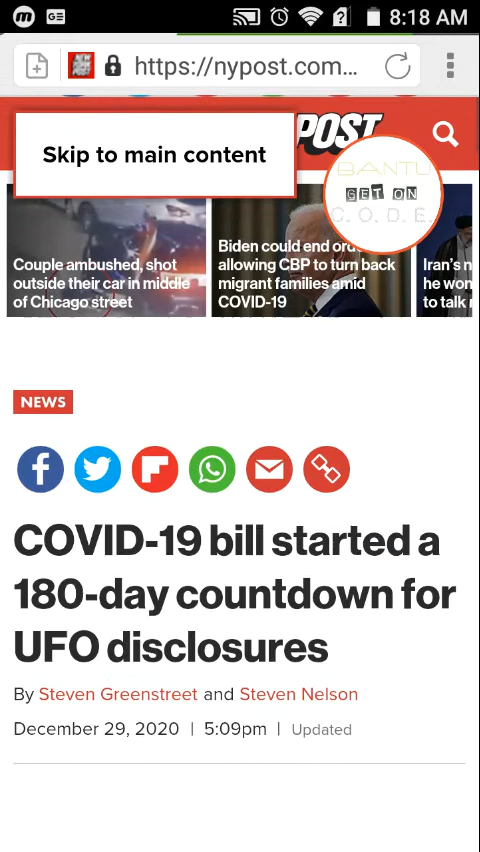 8:18 AM
https://nypost.com...
POST
Skip to main content
BANTU
GET ON
C.O.D.E.
Couple ambushed, shot
outside their car in middle
of Chicago street
Biden could end
allowing CBP to turn back
migrant families amid
COVID-19
Iran's
he
to talk
NEWS
COVID-19 bill started a
180-day countdown for
UFO disclosures
By Steven Greenstreet and Steven Nelson
December 29, 2020 | 5:09pm | Updated